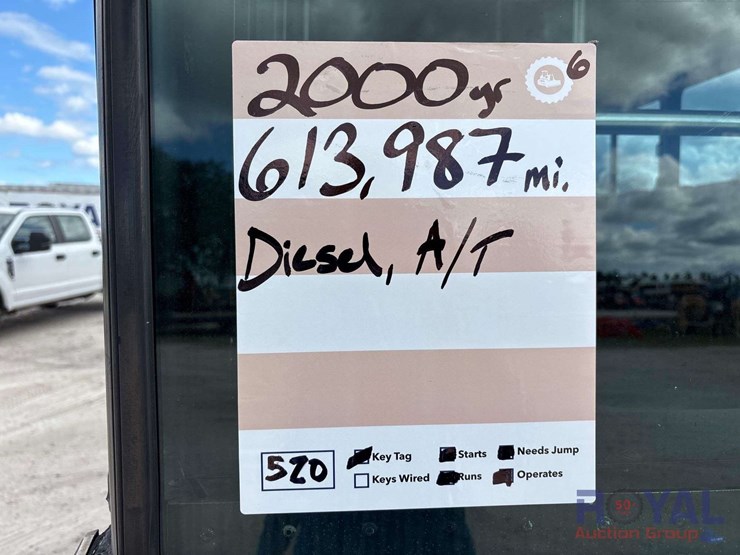 2000 yr 6
613,987 mi.
Diesel, A/T
520
Key Tag Starts Needs Jump
Keys Wired Runs Operates
ROYAL
Auction Group